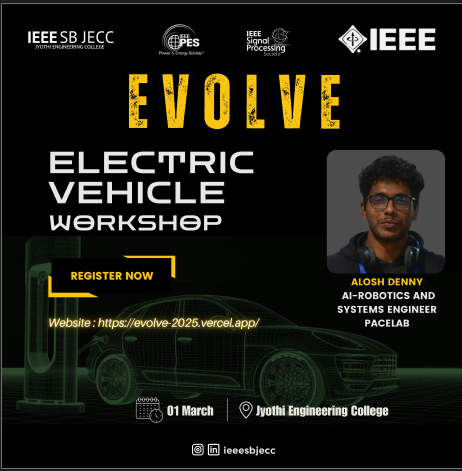 IEEE SB JECC
JYOTHI ENGINEERING COLLEGE
IEEE
PES
Power & Energy Society
IEEE
Signal
Processing
Society
IEEE
EVOLVE
ELECTRIC
VEHICLE
WORKSHOP
REGISTER NOW
Website : https://evolve-2025.vercel.app/
ALOSH DENNY
AI-ROBOTICS AND
SYSTEMS ENGINEER
PACELAB
01 March
Jyothi Engineering College
ieeesbjecc